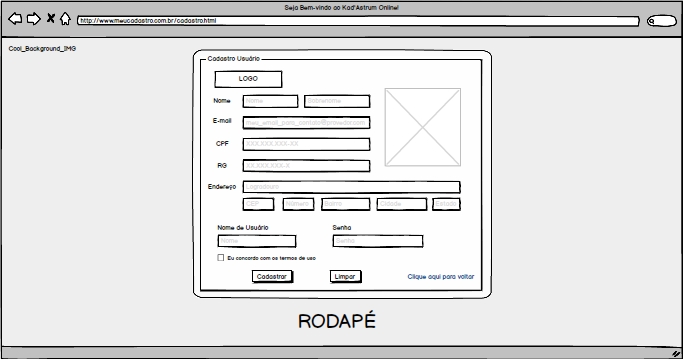 Seja Bem-vindo ao Kad'Astrum Online!
http://www.meucadastro.com.br/cadastro.html
Cool_Background_IMG
Cadastro Usuário
LOGO
Nome Nome Sobrenome
E-mail meu_email_para_contato@provedor.com
CPF XXX.XXX.XXX-XX
RG XX.XXX.XXX-X
Endereço Logradouro
CEP Número Bairro Cidade Estado
Nome de Usuário Senha
Nome Senha
Eu concordo com os termos de uso
Cadastrar Limpar Clique aqui para voltar
RODAPÉ